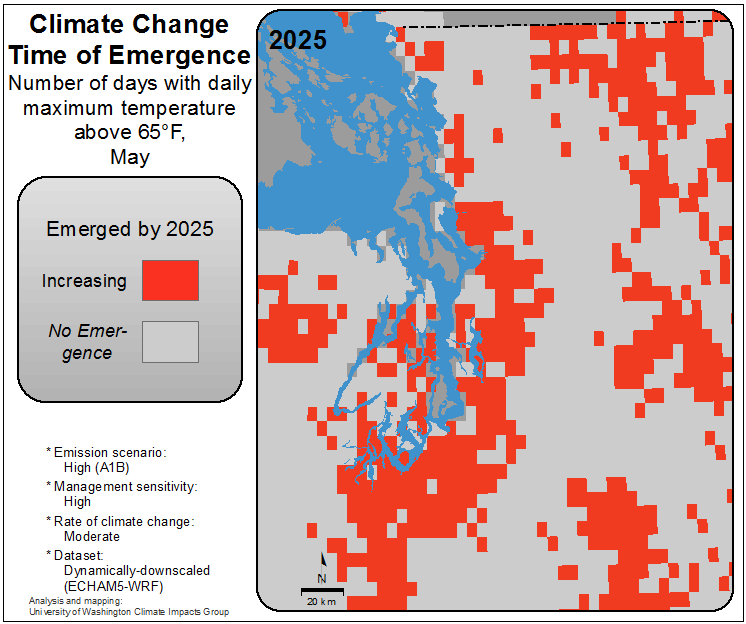 Climate Change
Time of Emergence
Number of days with daily
maximum temperature
above 65°F,
May
Emerged by 2025
Increasing
No Emer-
gence
* Emission scenario:
High (A1B)
* Management sensitivity:
High
* Rate of climate change:
Moderate
* Dataset:
Dynamically-downscaled
(ECHAM5-WRF)
Analysis and mapping:
University of Washington Climate Impacts Group
2025
N
20 km